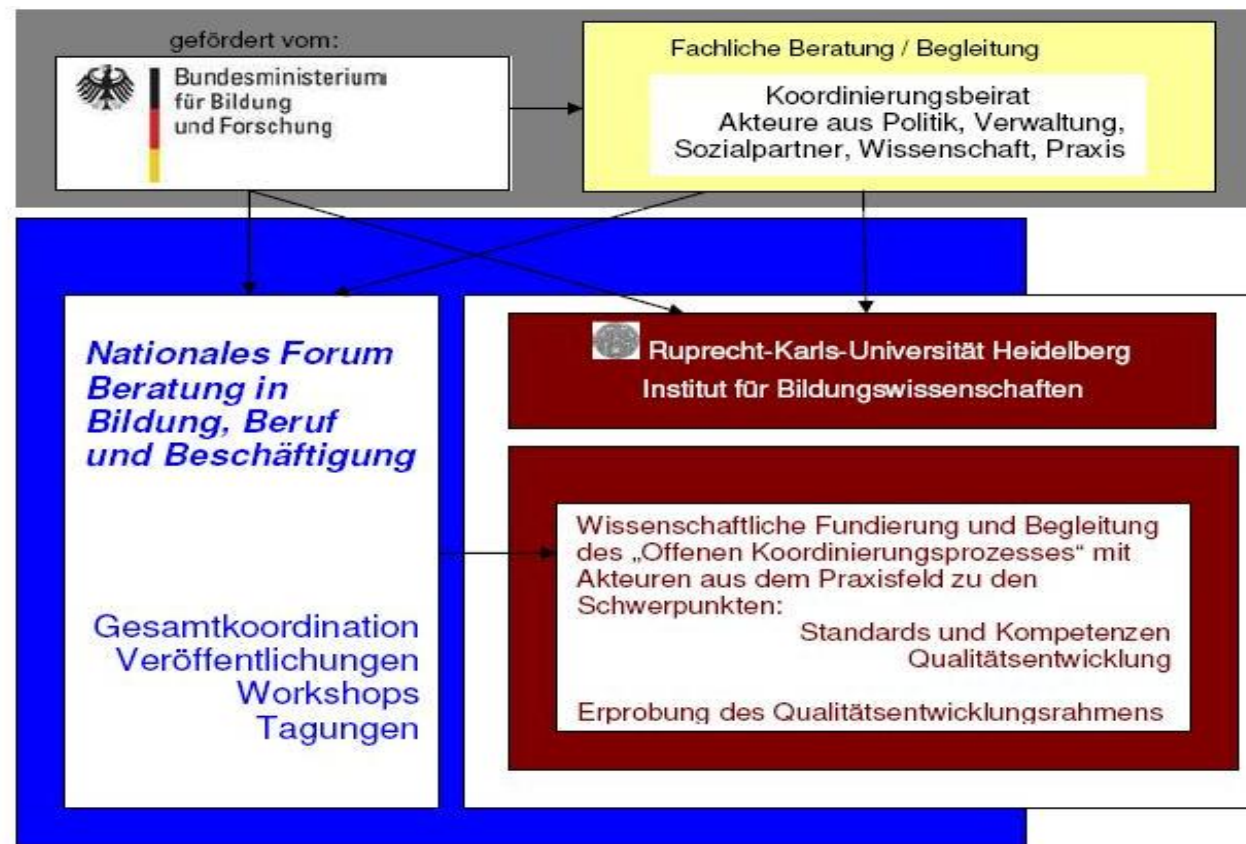 gefördert vom:
Bundesministerium
für Bildung
und Forschung
Fachliche Beratung / Begleitung
Koordinierungsbeirat
Akteure aus Politik, Verwaltung,
Sozialpartner, Wissenschaft, Praxis
Nationales Forum
Beratung in
Bildung, Beruf
und Beschäftigung
Gesamtkoordination
Veröffentlichungen
Workshops
Tagungen
Ruprecht-Karls-Universität Heidelberg
Institut für Bildungswissenschaften
Wissenschaftliche Fundierung und Begleitung
des „Offenen Koordinierungsprozesses“ mit
Akteuren aus dem Praxisfeld zu den
Schwerpunkten:
Standards und Kompetenzen
Qualitätsentwicklung
Erprobung des Qualitätsentwicklungsrahmens